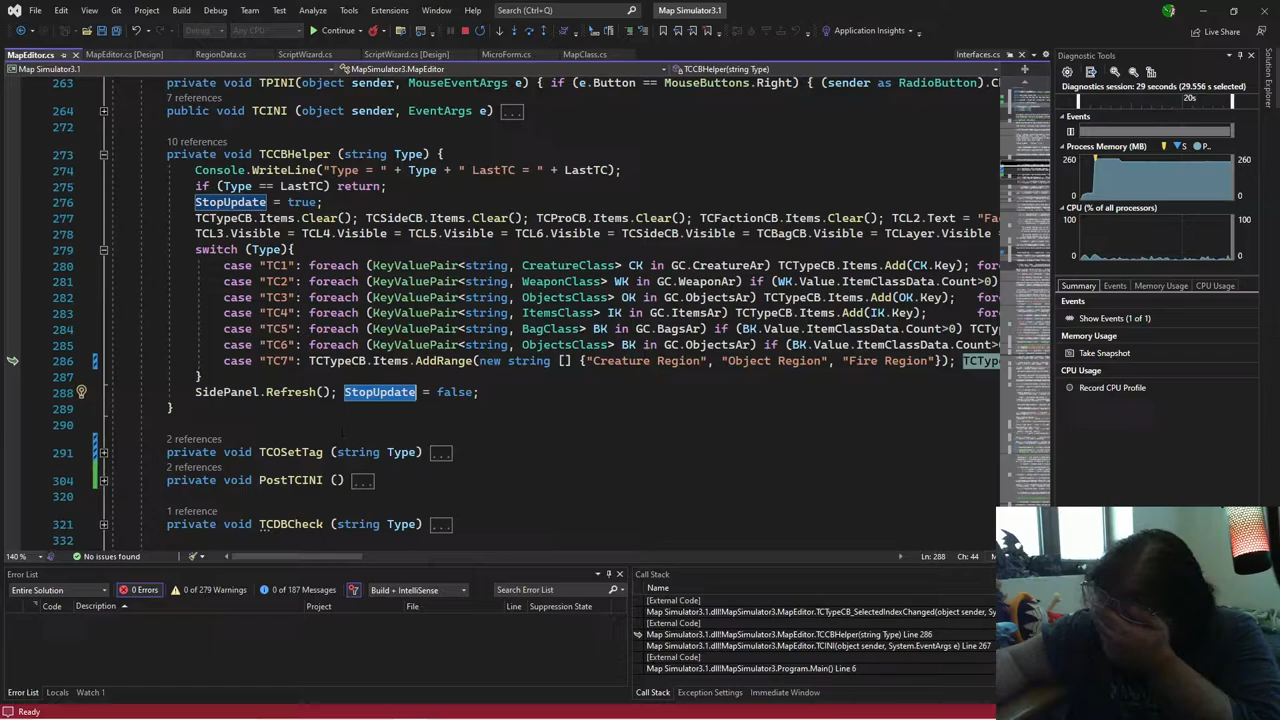 File Edit View Git Project Build Debug Team Test Analyze Tools Extensions Window Help Search (Ctrl+Q) Map Simulator3.1
Debug Any CPU Continue Application Insights Live Share
MapEditor.cs MapEditor.cs [Design] RegionData.cs ScriptWizard.cs ScriptWizard.cs [Design] MicroForm.cs MapClass.cs Interfaces.cs
Map Simulator3.1 MapSimulator3.1.MapEditor TCCBHelper(string Type)
263 private void TPINI(object sender, MouseEventArgs e) { if (e.Button == MouseButtons.Right) { (sender as RadioButton).C
7 references
264 public void TCINI (object sender, EventArgs e) ...
272
10 references
273 private void TCCBHelper (string Type) {
274 Console.WriteLine("Type = " + Type + " LastTC = " + LastTC);
275 if (Type == LastTC) return;
276 StopUpdate = true;
277 TCTypeCB.Items.Clear(); TCSideCB.Items.Clear(); TCProCB.Items.Clear(); TCFactionCB.Items.Clear(); TCL2.Text = "Fa
278 TCL3.Visible = TCL4.Visible = TCL5.Visible = TCL6.Visible = TCSideCB.Visible = TCBagCB.Visible = TCLayer.Visible =
279 switch (Type){
280 case "TC1": foreach (KeyValuePair<string, CreatureClass> CK in GC.CreatureAr) TCTypeCB.Items.Add(CK.Key); for
281 case "TC2": foreach (KeyValuePair<string, WeaponClass> WK in GC.WeaponAr) if (WK.Value.ItemClassData.Count>0)
282 case "TC3": foreach (KeyValuePair<string, ObjectsClass> OK in GC.ObjectsAr) TCTypeCB.Items.Add(OK.Key); for
283 case "TC4": foreach (KeyValuePair<string, ItemsClass> IK in GC.ItemsAr) TCTypeCB.Items.Add(IK.Key); for
284 case "TC5": foreach (KeyValuePair<string, BagClass> BK in GC.BagsAr) if (BK.Value.ItemClassData.Count>0) TCTy
285 case "TC6": foreach (KeyValuePair<string, ObjectsClass> BK in GC.ObjectsAr) if (BK.Value.ItemClassData.Count>0)
286 case "TC7": TCTypeCB.Items.AddRange(new string [] {"Creature Region", "Object Region", "Fire Region"}); TCType
287 }
288 SidePanel.Refresh(); StopUpdate = false;
289 }
290
2 references
291 private void TCOSetTag (string Type) ...
2 references
304 private void PostTCINI () ...
320
1 reference
321 private void TCDBCheck (string Type) ...
332
140 % No issues found Ln: 288 Ch: 44
Diagnostic Tools
Diagnostics session: 29 seconds (29.556 s selected)
20s
Events
Process Memory (MB) S P...
260 260
0 0
CPU (% of all processors)
100 100
0 0
Summary Events Memory Usage CPU Usage
Events
Show Events (1 of 1)
Memory Usage
Take Snapshot
CPU Usage
Record CPU Profile
Solution Explorer
Error List
Entire Solution 0 Errors 0 of 279 Warnings 0 of 187 Messages Build + IntelliSense Search Error List
Code Description Project File Line Suppression State
Error List Locals Watch 1
Call Stack
Name
[External Code]
Map Simulator3.1.dll!MapSimulator3.1.MapEditor.TCTypeCB_SelectedIndexChanged(object sender, Sy
[External Code]
Map Simulator3.1.dll!MapSimulator3.1.MapEditor.TCCBHelper(string Type) Line 286
Map Simulator3.1.dll!MapSimulator3.1.MapEditor.TCINI(object sender, System.EventArgs e) Line 267
[External Code]
Map Simulator3.1.dll!MapSimulator3.1.Program.Main() Line 6
Call Stack Exception Settings Immediate Window
Ready